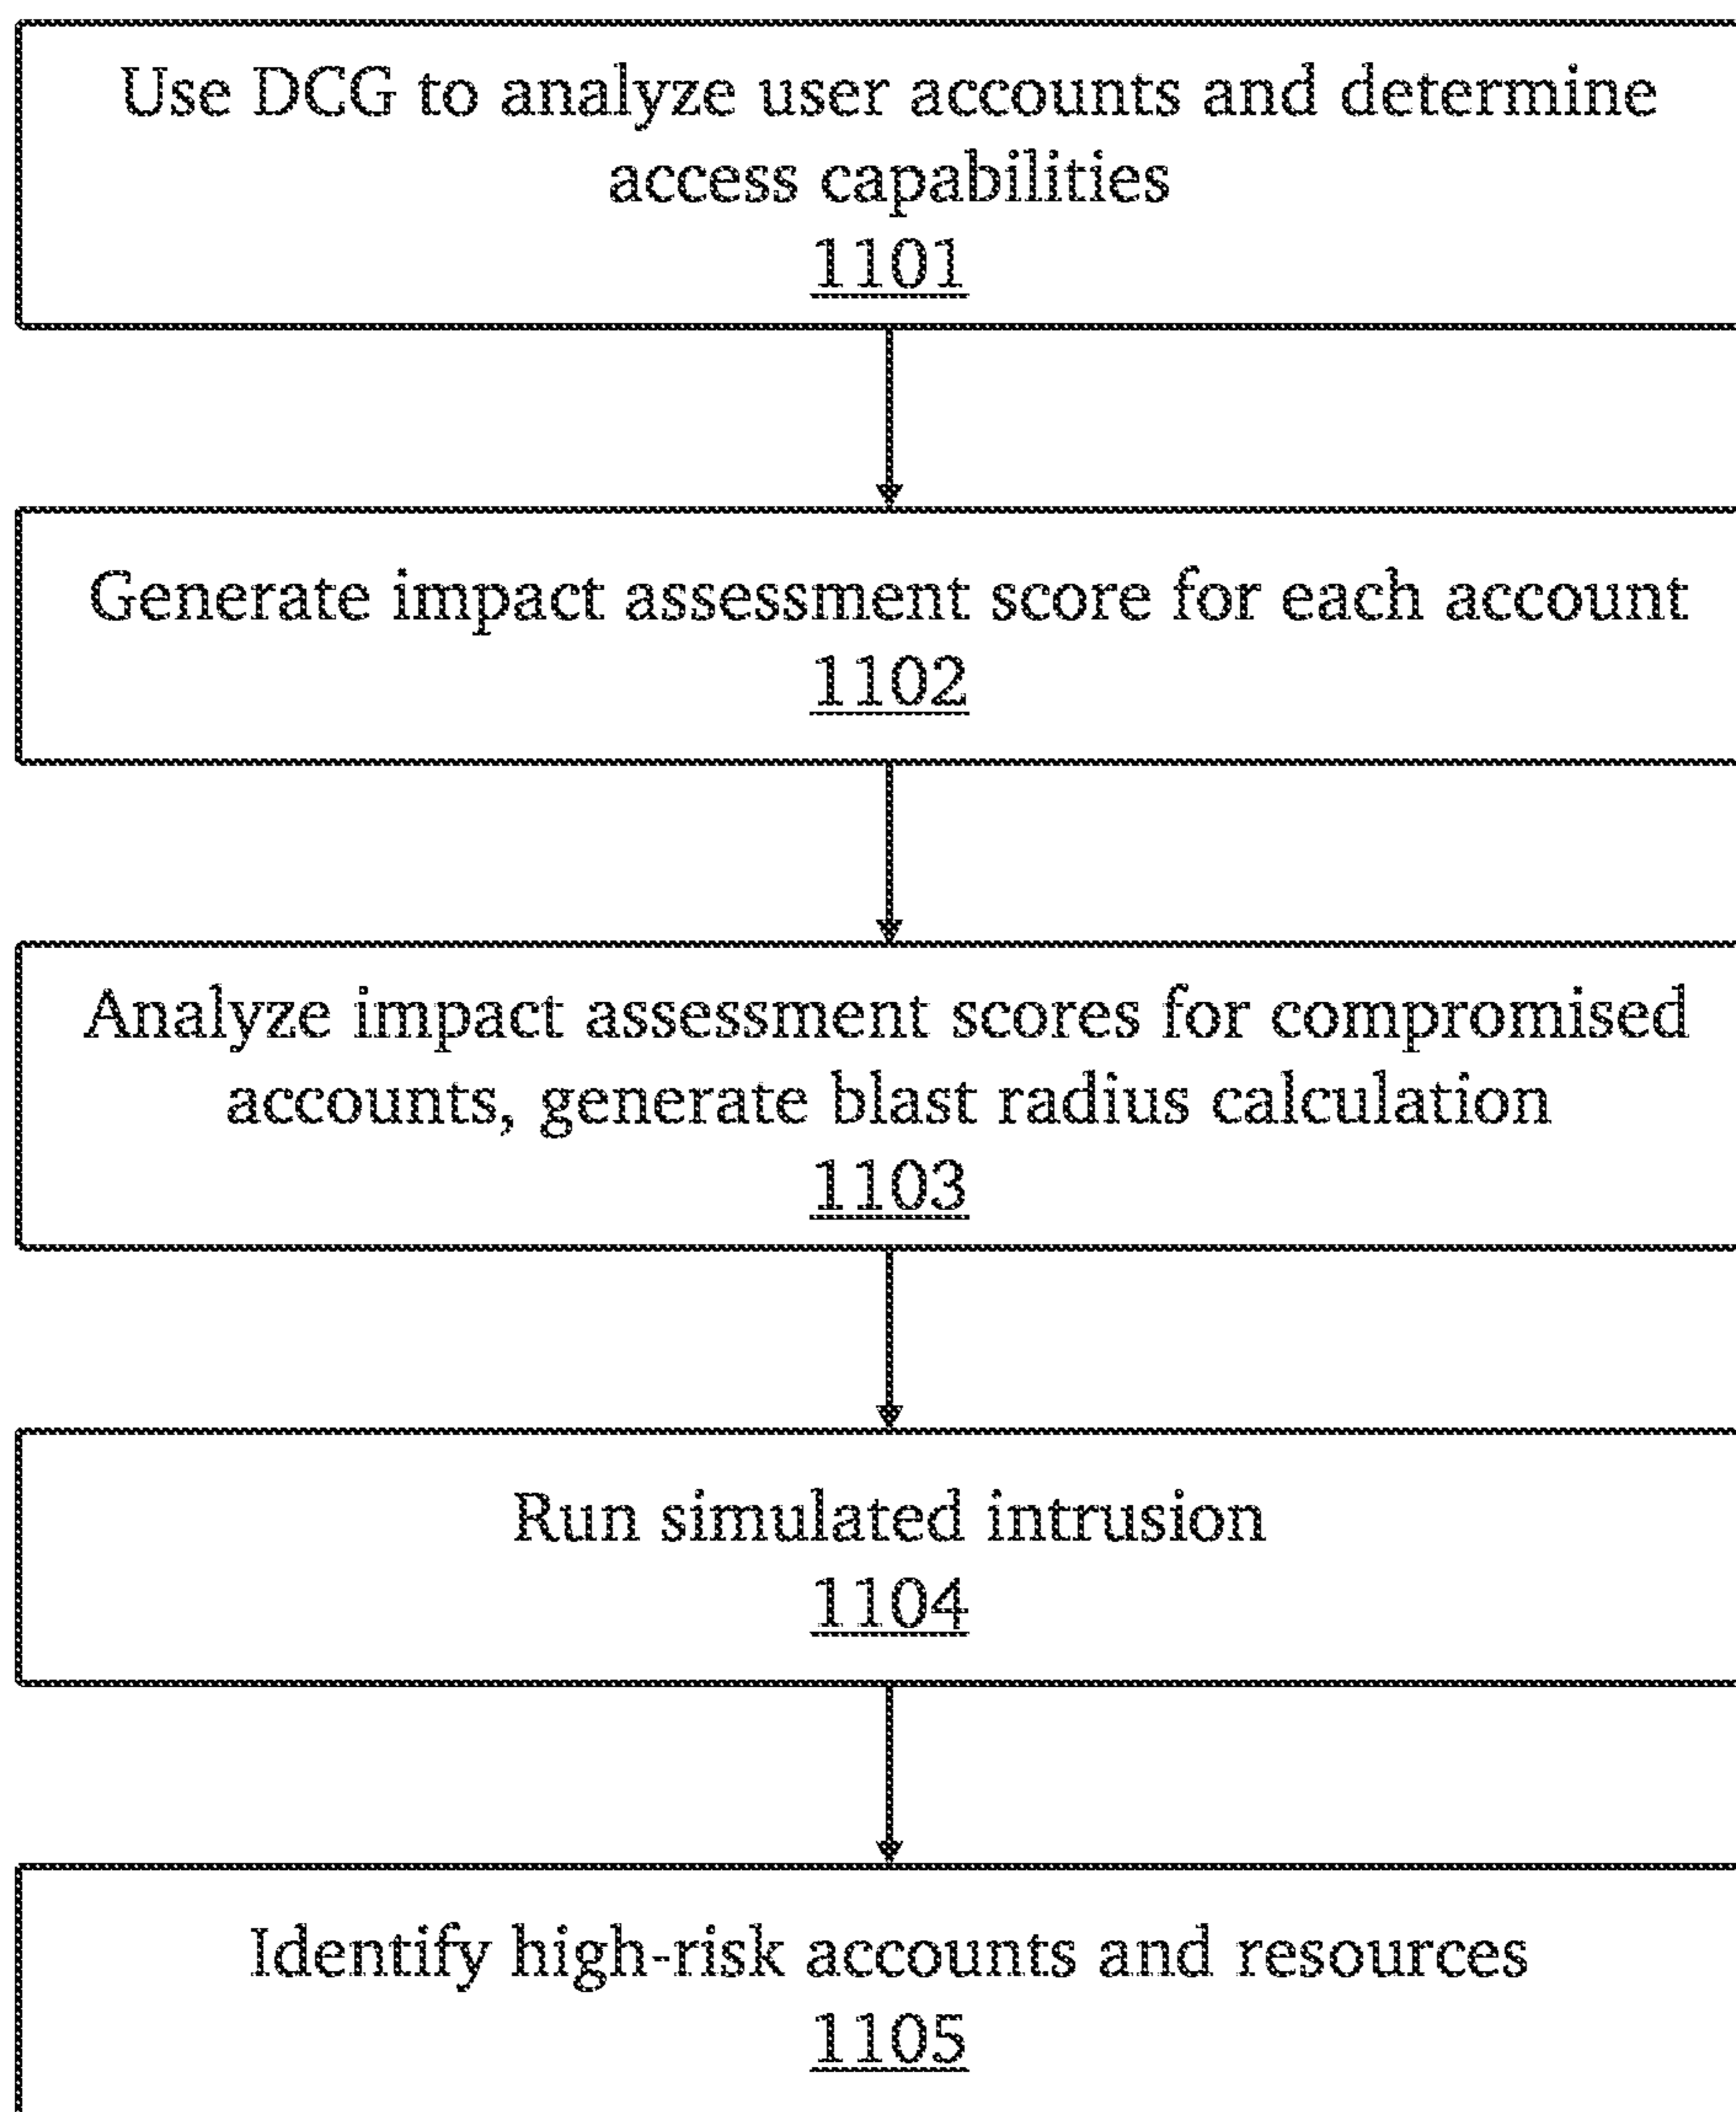 Use DCG to analyze user accounts and determine
access capabilities
1101
Generate impact assessment score for each account
1102
Analyze impact assessment scores for compromised
accounts, generate blast radius calculation
1103
Run simulated intrusion
1104
Identify high-risk accounts and resources
1105